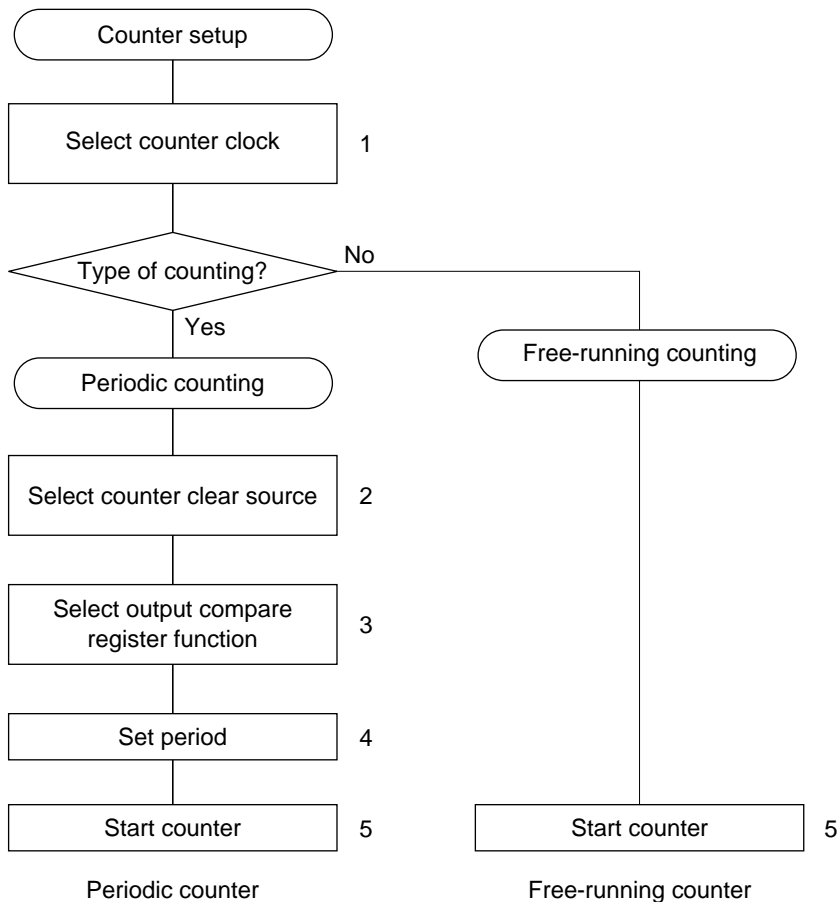 Counter setup
Select counter clock
1
Type of counting?
No
Yes
Free-running counting
Periodic counting
Select counter clear source
2
Select output compare
register function
3
Set period
4
Start counter
5
Start counter
5
Periodic counter
Free-running counter